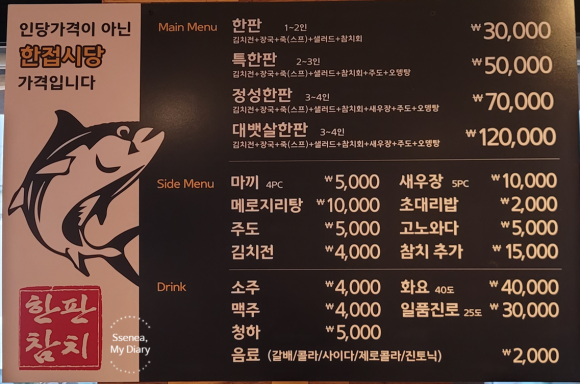 인당가격이 아닌
한접시당
가격입니다
Main Menu
한판 1~2인 ₩30,000
김치전+장국+죽(스프)+샐러드+참치회
특한판 2~3인 ₩50,000
김치전+장국+죽(스프)+샐러드+참치회+주도+오뎅탕
정성한판 3~4인 ₩70,000
김치전+장국+죽(스프)+샐러드+참치회+새우장+주도+오뎅탕
대뱃살한판 3~4인 ₩120,000
김치전+장국+죽(스프)+샐러드+참치회+새우장+주도+오뎅탕
Side Menu
마끼 4PC ₩5,000 새우장 5PC ₩10,000
메로지리탕 ₩10,000 초대리밥 ₩2,000
주도 ₩5,000 고노와다 ₩5,000
김치전 ₩4,000 참치 추가 ₩15,000
Drink
소주 ₩4,000 화요 40도 ₩40,000
맥주 ₩4,000 일품진로 25도 ₩30,000
청하 ₩5,000
음료 (갈배/콜라/사이다/제로콜라/진토닉) ₩2,000
한판
참치
Ssenea,
My Diary